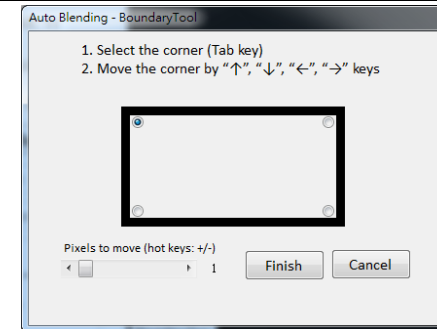 Auto Blending - BoundaryTool
1. Select the corner (Tab key)
2. Move the corner by “↑”, “↓”, “←”, “→” keys
Pixels to move (hot keys: +/-)
1
Finish
Cancel